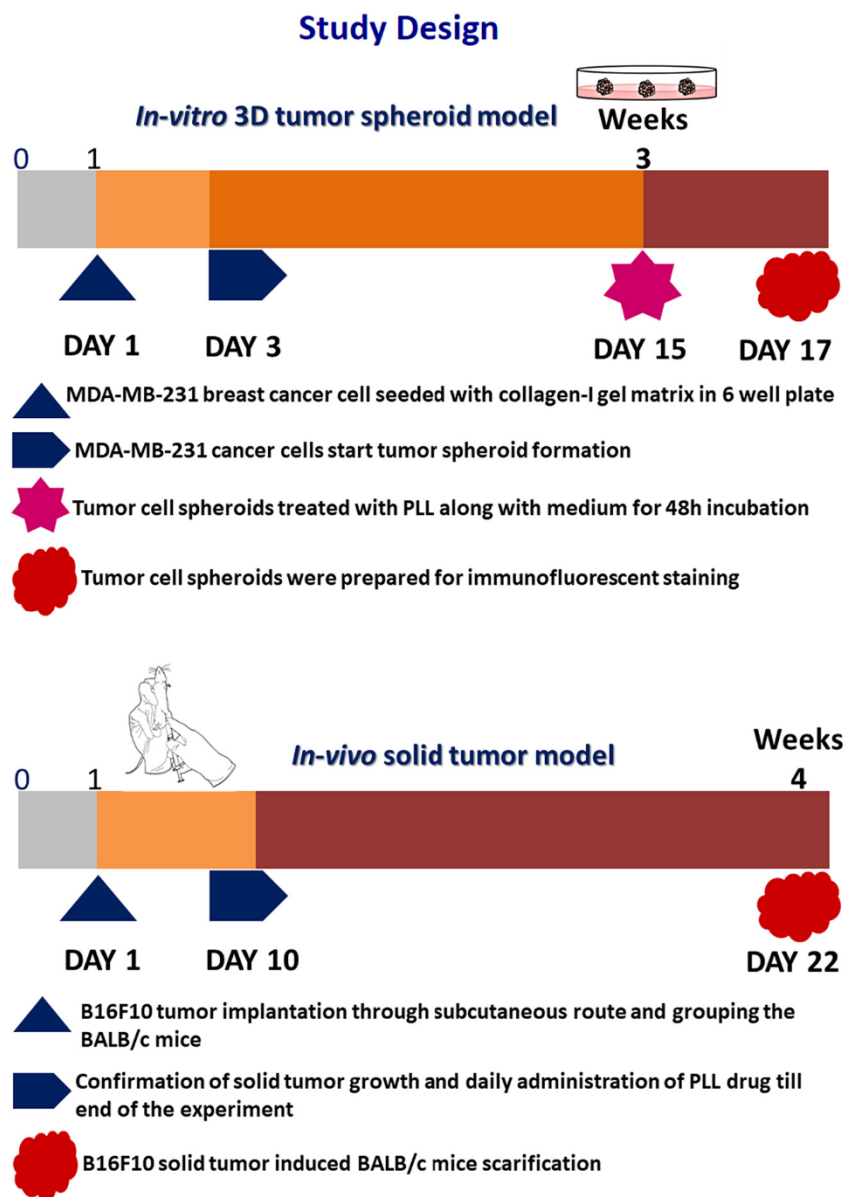 Study Design
In-vitro 3D tumor spheroid model
Weeks
0 1 3
DAY 1 DAY 3 DAY 15 DAY 17
MDA-MB-231 breast cancer cell seeded with collagen-I gel matrix in 6 well plate
MDA-MB-231 cancer cells start tumor spheroid formation
Tumor cell spheroids treated with PLL along with medium for 48h incubation
Tumor cell spheroids were prepared for immunofluorescent staining
In-vivo solid tumor model
Weeks
0 1 4
DAY 1 DAY 10 DAY 22
B16F10 tumor implantation through subcutaneous route and grouping the
BALB/c mice
Confirmation of solid tumor growth and daily administration of PLL drug till
end of the experiment
B16F10 solid tumor induced BALB/c mice scarification